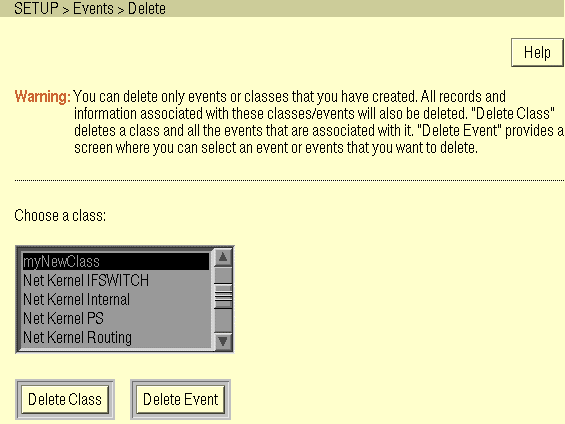 SETUP > Events > Delete
Help
Warning: You can delete only events or classes that you have created. All records and
information associated with these classes/events will also be deleted. "Delete Class"
deletes a class and all the events that are associated with it. "Delete Event" provides a
screen where you can select an event or events that you want to delete.
Choose a class:
myNewClass
Net Kernel IFSWITCH
Net Kernel Internal
Net Kernel PS
Net Kernel Routing
Delete Class Delete Event